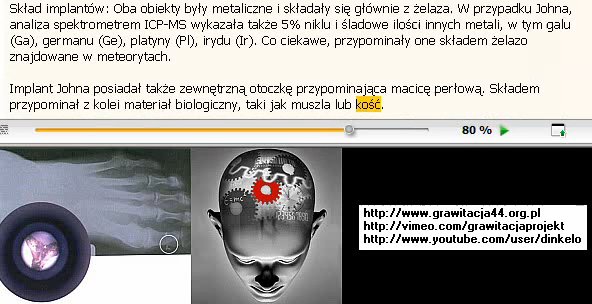 Skład implantów: Oba obiekty były metaliczne i składały się głównie z żelaza. W przypadku Johna,
analiza spektrometrem ICP-MS wykazała także 5% niklu i śladowe ilości innych metali, w tym galu
(Ga), germanu (Ge), platyny (Pl), irydu (Ir). Co ciekawe, przypominały one składem żelazo
znajdowane w meteorytach.
Implant Johna posiadał także zewnętrzną otoczkę przypominająca macicę perłową. Składem
przypominał z kolei materiał biologiczny, taki jak muszla lub kość.
80 %
http://www.grawitacja44.org.pl
http://vimeo.com/grawitacjaprojekt
http://www.youtube.com/user/dinkelo